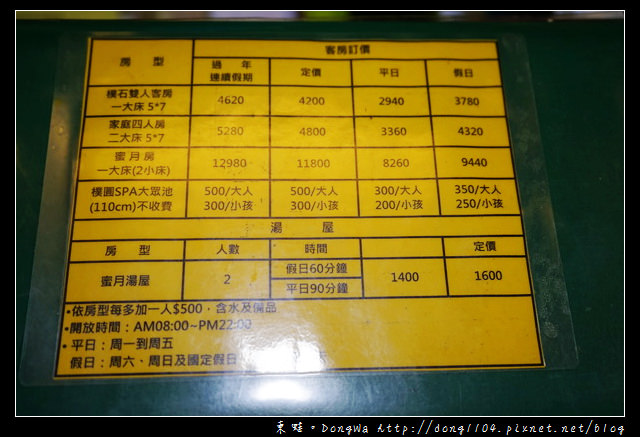 房 型 客房訂價
過 年 連續假期 定價 平日 假日
樸石雙人客房 一大床 5*7 4620 4200 2940 3780
家庭四人房 二大床 5*7 5280 4800 3360 4320
蜜月房 一大床(2小床) 12980 11800 8260 9440
樸圓SPA大眾池 (110cm)不收費 500/大人 300/小孩 500/大人 300/小孩 300/大人 200/小孩 350/大人 250/小孩
湯 屋
房 型 人數 時間 定價
蜜月湯屋 2 假日60分鐘 平日90分鐘 1400 1600
•依房型每多加一人$500，含水及備品
•開放時間：AM08:00~PM22:00
•平日：周一到周五
假日：周六、周日及國定假日
東蛙。DongWa Http://dong1104.pixnet.net/blog